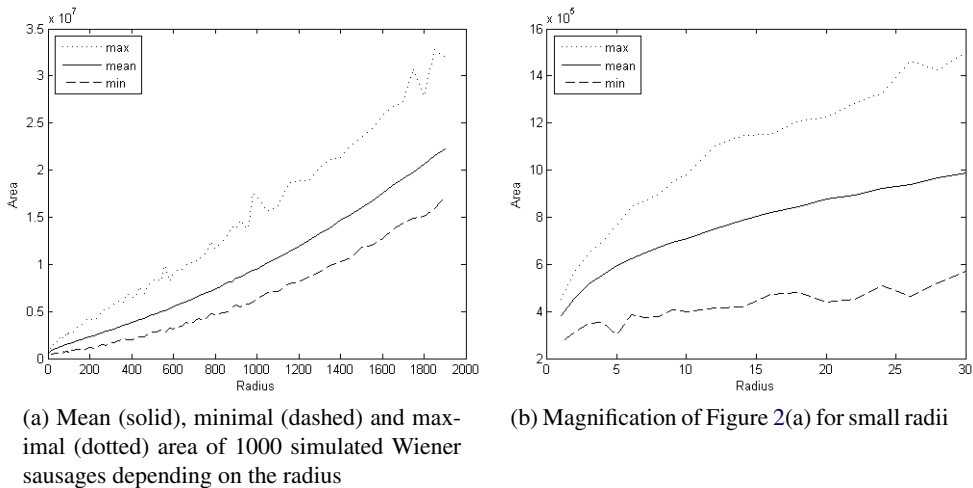 x 10^7
3.5
3
2.5
2
1.5
1
0.5
0
Area
max
mean
min
0 200 400 600 800 1000 1200 1400 1600 1800 2000
Radius
x 10^5
16
14
12
10
8
6
4
2
Area
max
mean
min
0 5 10 15 20 25 30
Radius
(a) Mean (solid), minimal (dashed) and max-
imal (dotted) area of 1000 simulated Wiener
sausages depending on the radius
(b) Magnification of Figure 2(a) for small radii